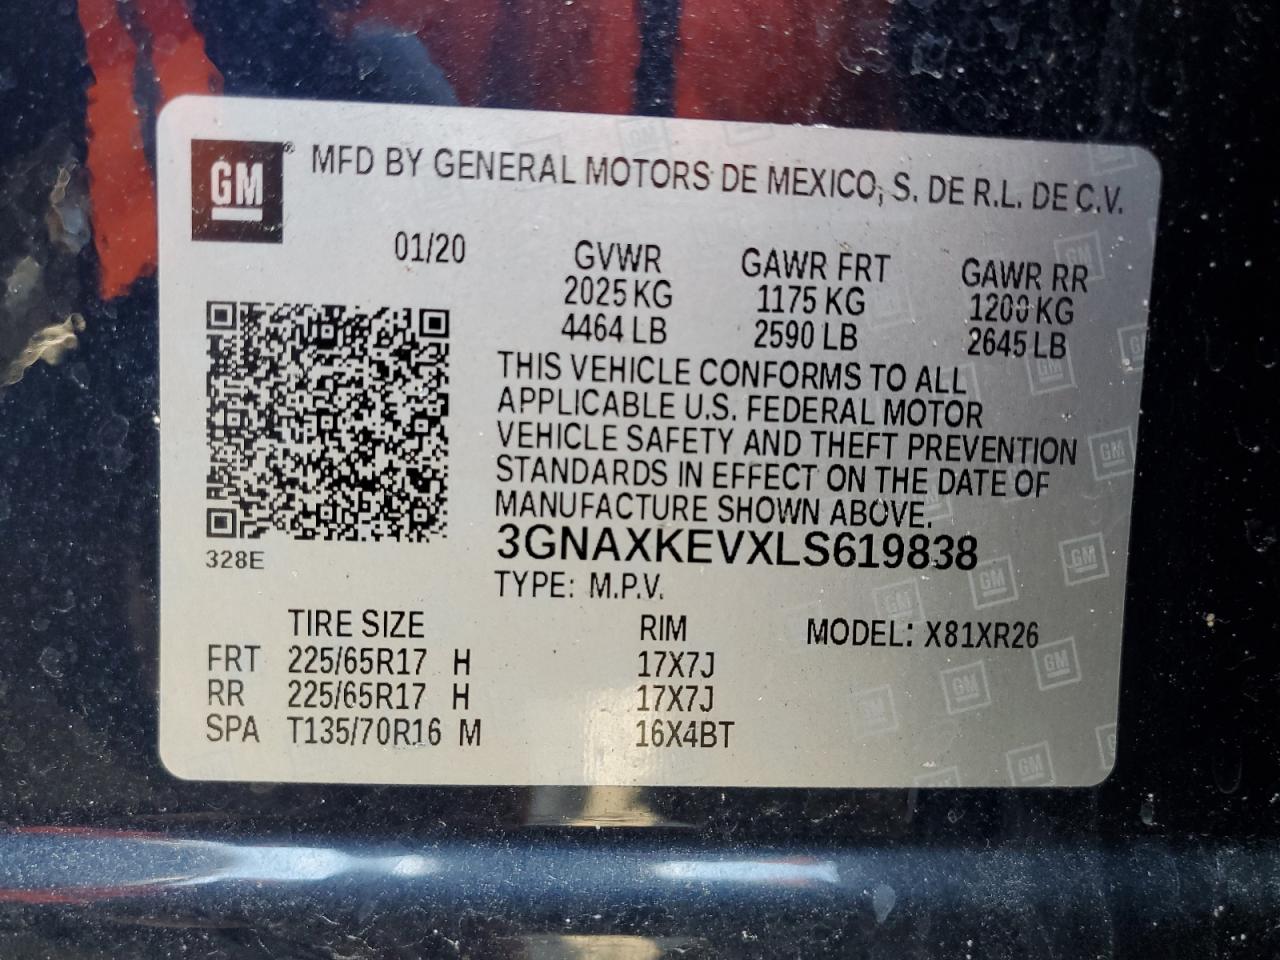 GM® MFD BY GENERAL MOTORS DE MEXICO, S. DE R.L. DE C.V.
01/20 GVWR GAWR FRT GAWR RR
2025 KG 1175 KG 1200 KG
4464 LB 2590 LB 2645 LB
THIS VEHICLE CONFORMS TO ALL
APPLICABLE U.S. FEDERAL MOTOR
VEHICLE SAFETY AND THEFT PREVENTION
STANDARDS IN EFFECT ON THE DATE OF
MANUFACTURE SHOWN ABOVE.
3GNAXKEVXLS619838
328E
TYPE: M.P.V.
TIRE SIZE RIM MODEL: X81XR26
FRT 225/65R17 H 17X7J
RR 225/65R17 H 17X7J
SPA T135/70R16 M 16X4BT